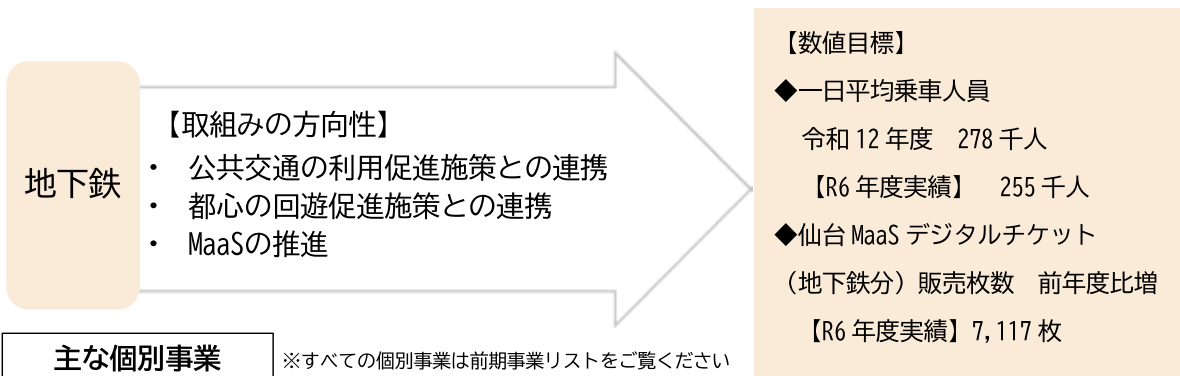 地下鉄
【取組みの方向性】
・ 公共交通の利用促進施策との連携
・ 都心の回遊促進施策との連携
・ MaaSの推進
【数値目標】
◆一日平均乗車人員
令和12年度 278千人
【R6年度実績】 255千人
◆仙台MaaSデジタルチケット
（地下鉄分）販売枚数 前年度比増
【R6年度実績】7,117枚
主な個別事業
※すべての個別事業は前期事業リストをご覧ください